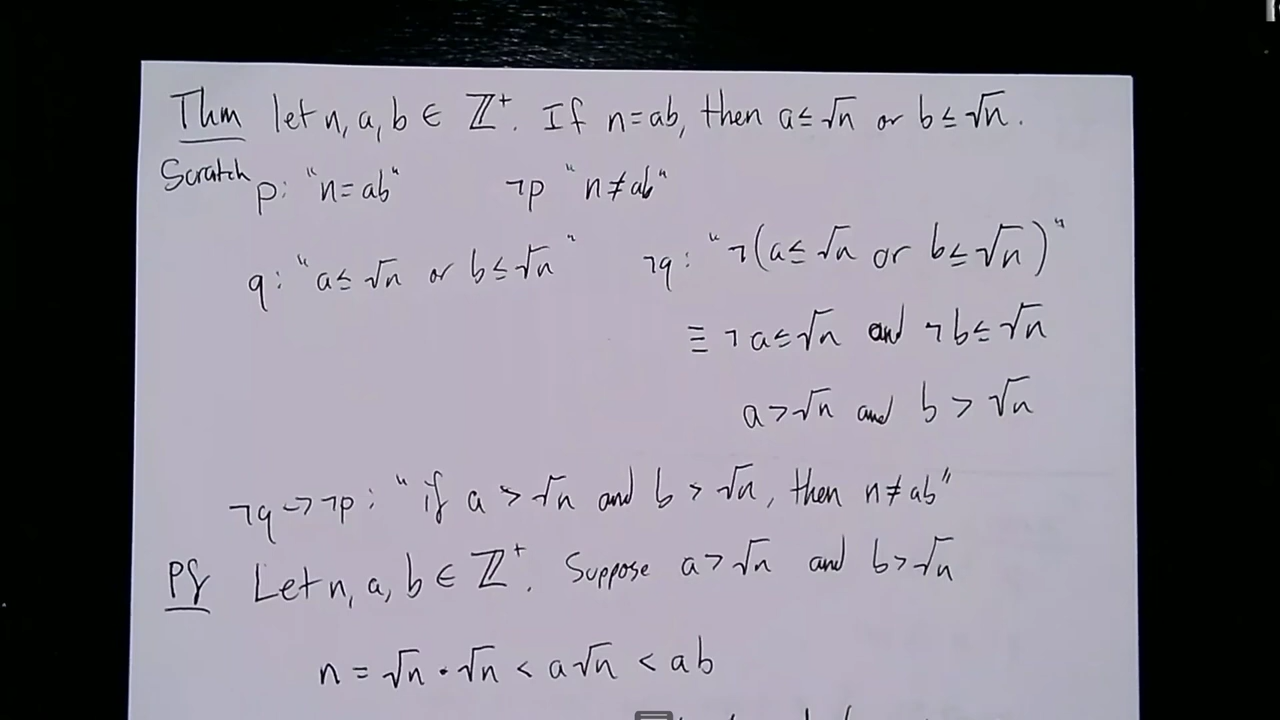 Thm let n, a, b ∈ ℤ⁺. If n=ab, then a≤√n or b≤√n.
Scratch p: "n=ab" ¬p "n≠ab"
q: "a≤√n or b≤√n" ¬q: "¬(a≤√n or b≤√n)"
≡ ¬a≤√n and ¬b≤√n
a>√n and b>√n
¬q→¬p: "if a>√n and b>√n, then n≠ab"
Pf Let n, a, b ∈ ℤ⁺. Suppose a>√n and b>√n
n = √n · √n < a√n < ab